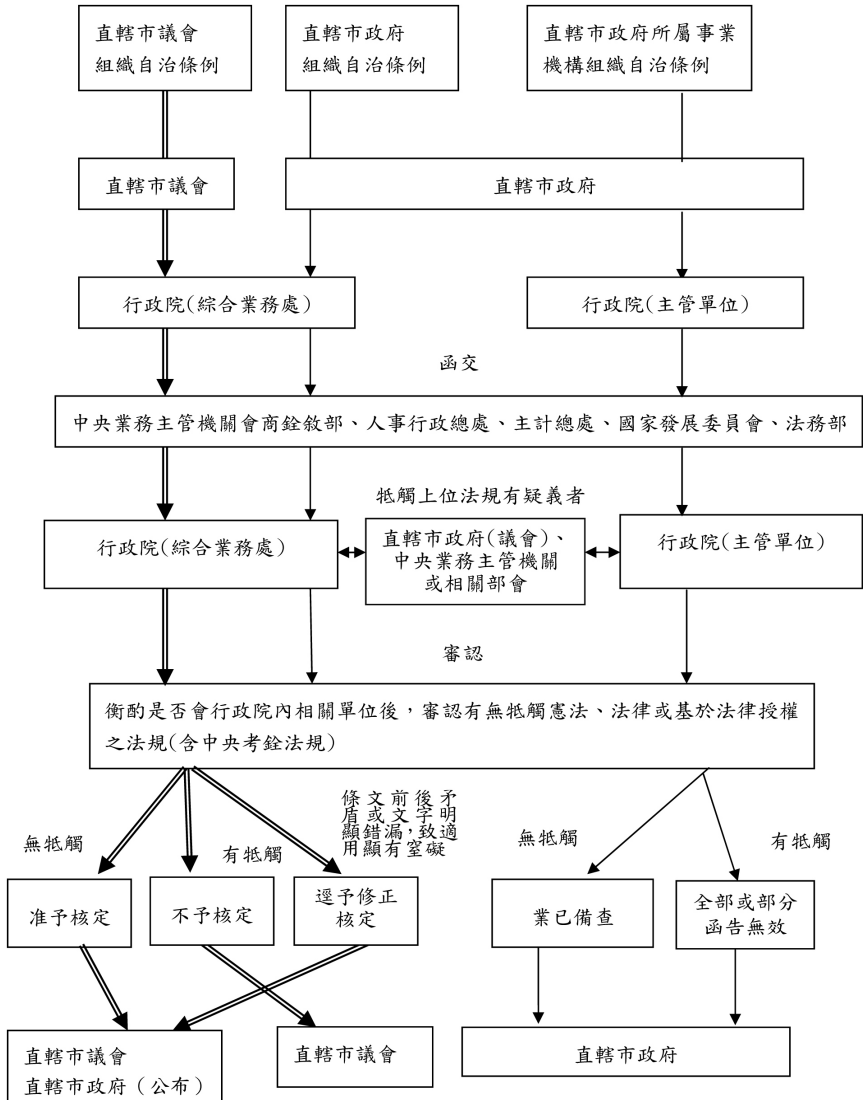 直轄市議會
組織自治條例
直轄市政府
組織自治條例
直轄市政府所屬事業
機構組織自治條例
直轄市議會
直轄市政府
行政院(綜合業務處)
行政院(主管單位)
函交
中央業務主管機關會商銓敘部、人事行政總處、主計總處、國家發展委員會、法務部
牴觸上位法規有疑義者
行政院(綜合業務處)
直轄市政府(議會)、
中央業務主管機關
或相關部會
行政院(主管單位)
審認
衡酌是否會行政院內相關單位後，審認有無牴觸憲法、法律或基於法律授權
之法規(含中央考銓法規)
無牴觸
有牴觸
條文前後矛
盾或文字明
顯錯漏，致適
用顯有窒礙
無牴觸
有牴觸
准予核定
不予核定
逕予修正
核定
業已備查
全部或部分
函告無效
直轄市議會
直轄市政府（公布）
直轄市議會
直轄市政府